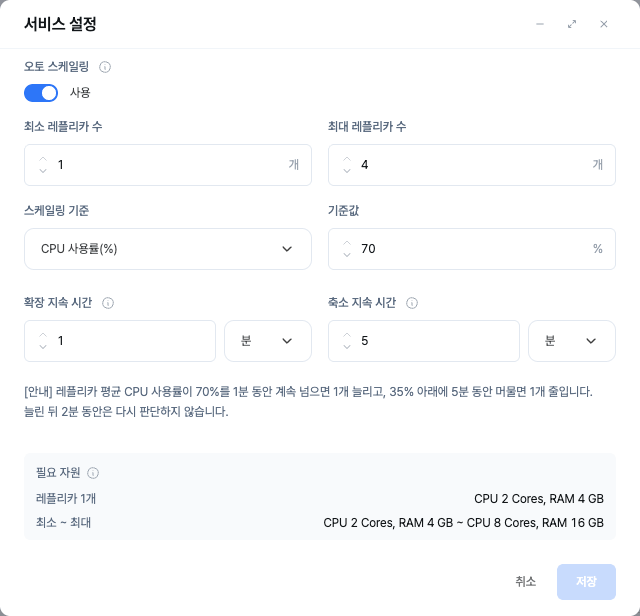 서비스 설정
오토 스케일링
사용
최소 레플리카 수
최대 레플리카 수
1 개
4 개
스케일링 기준
기준값
CPU 사용률(%)
70 %
확장 지속 시간
축소 지속 시간
1 분
5 분
[안내] 레플리카 평균 CPU 사용률이 70%를 1분 동안 계속 넘으면 1개 늘리고, 35% 아래에 5분 동안 머물면 1개 줄입니다.
늘린 뒤 2분 동안은 다시 판단하지 않습니다.
필요 자원
레플리카 1개 CPU 2 Cores, RAM 4 GB
최소 ~ 최대 CPU 2 Cores, RAM 4 GB ~ CPU 8 Cores, RAM 16 GB
취소 저장